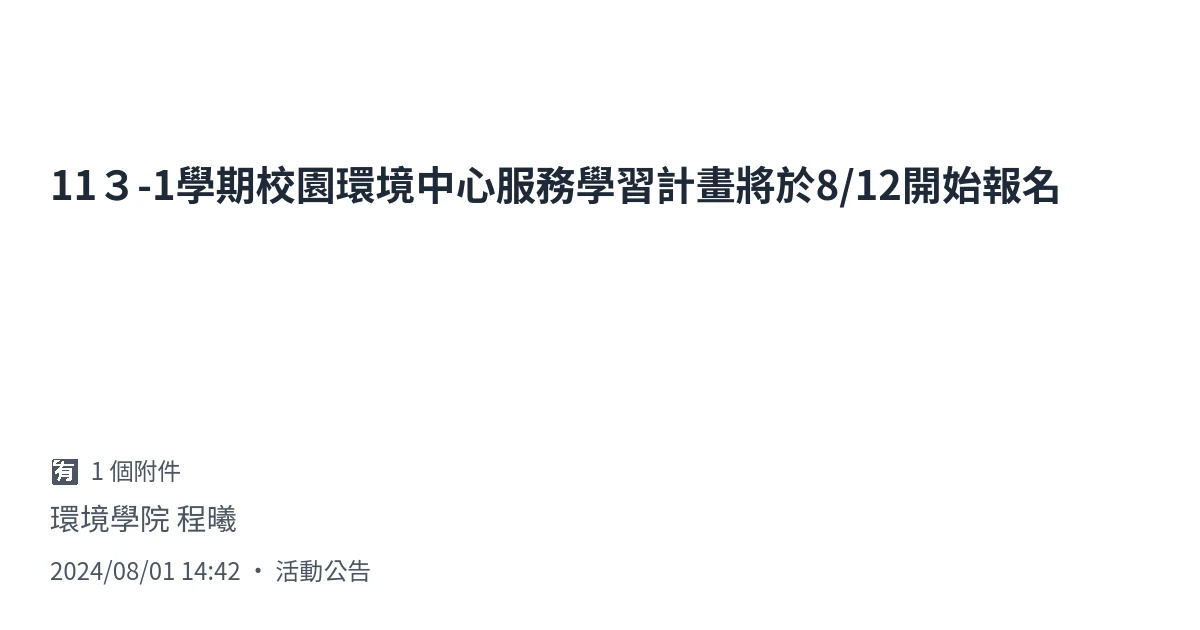 11３-1學期校園環境中心服務學習計畫將於8/12開始報名
🈶 1 個附件
環境學院 程曦
2024/08/01 14:42 ・ 活動公告